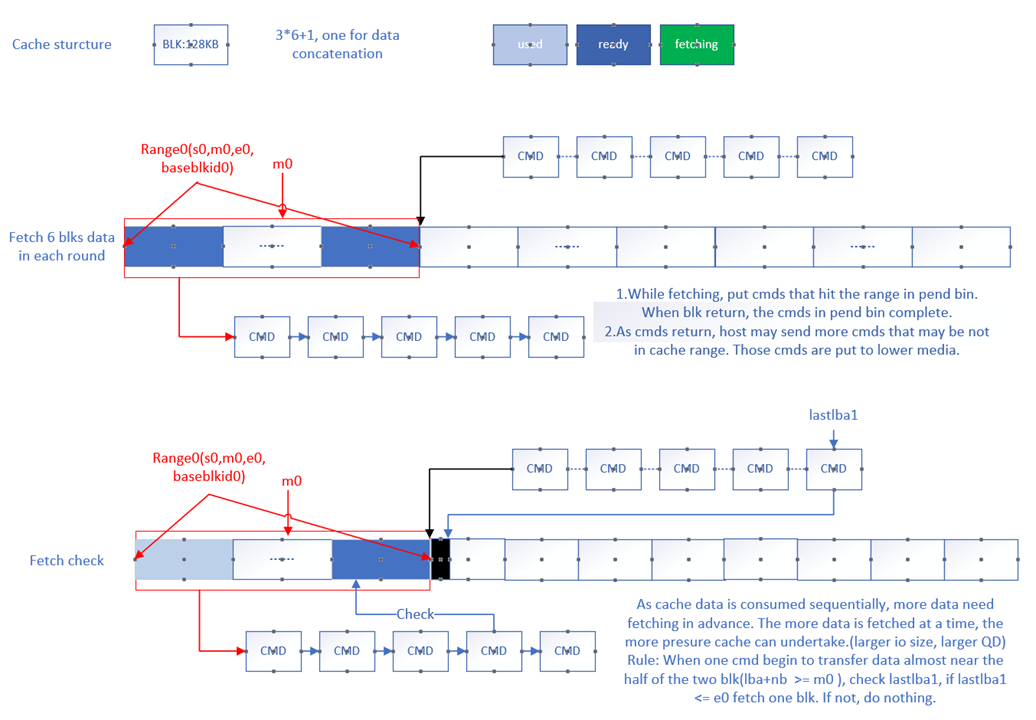 Cache sturcture
BLK:128KB
3*6+1, one for data
concatenation
used
ready
fetching
Range0(s0,m0,e0,
baseblkid0)
m0
CMD
CMD
CMD
CMD
CMD
Fetch 6 blks data
in each round
CMD
CMD
CMD
CMD
CMD
1.While fetching, put cmds that hit the range in pend bin.
When blk return, the cmds in pend bin complete.
2.As cmds return, host may send more cmds that may be not
in cache range. Those cmds are put to lower media.
lastlba1
Range0(s0,m0,e0,
baseblkid0)
m0
CMD
CMD
CMD
CMD
CMD
Fetch check
Check
CMD
CMD
CMD
CMD
CMD
As cache data is consumed sequentially, more data need
fetching in advance. The more data is fetched at a time, the
more presure cache can undertake.(larger io size, larger QD)
Rule: When one cmd begin to transfer data almost near the
half of the two blk(lba+nb >= m0 ), check lastlba1, if lastlba1
<= e0 fetch one blk. If not, do nothing.